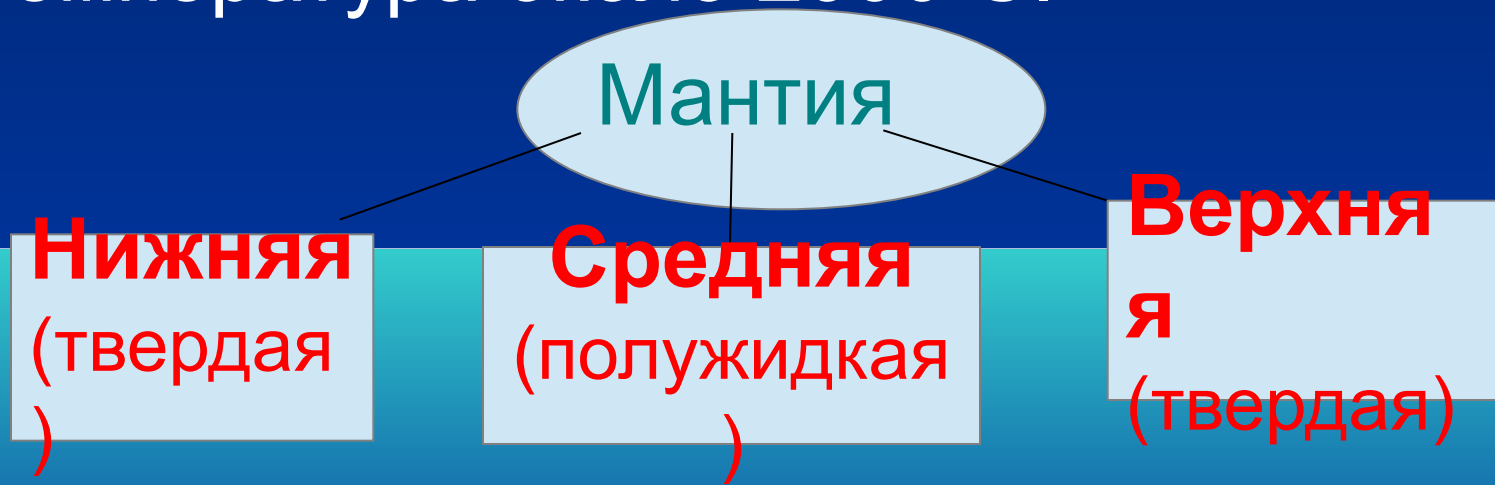 Мантия
Нижняя
(твердая
)
Средняя
(полужидкая
)
Верхня
я
(твердая)